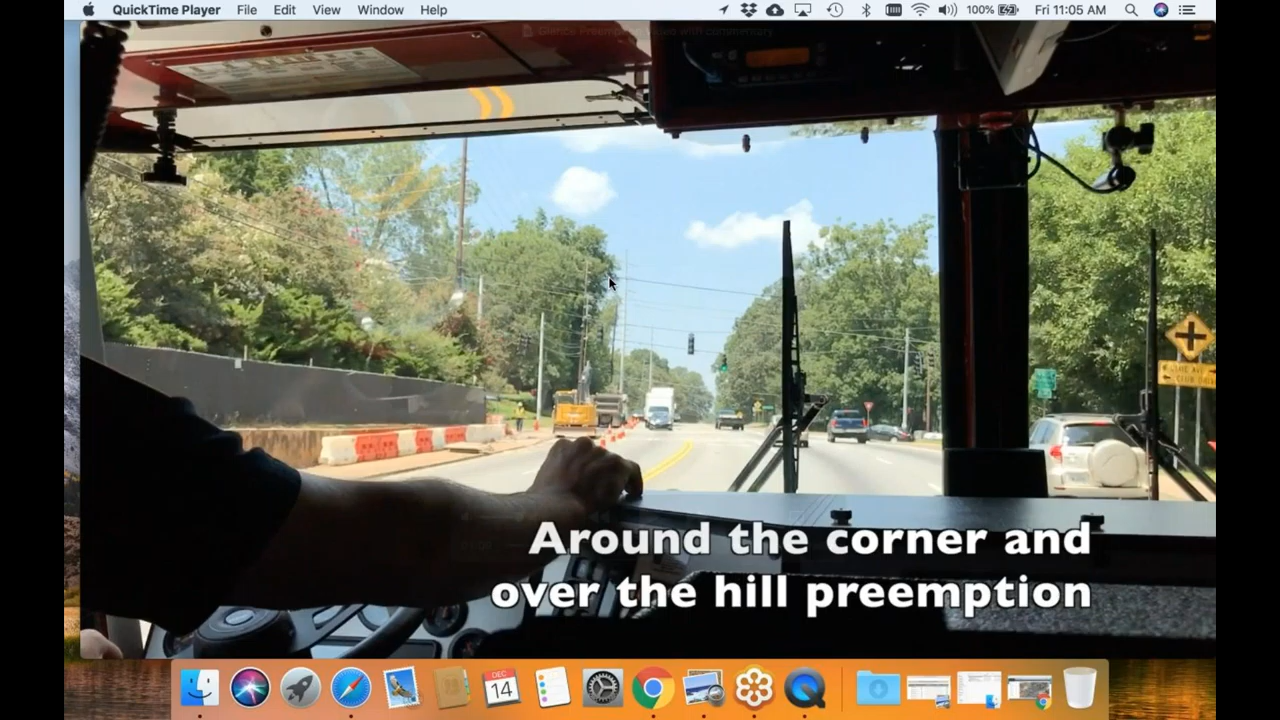 QuickTime Player File Edit View Window Help 100% Fri 11:05 AM
Around the corner and
over the hill preemption
DEC
14